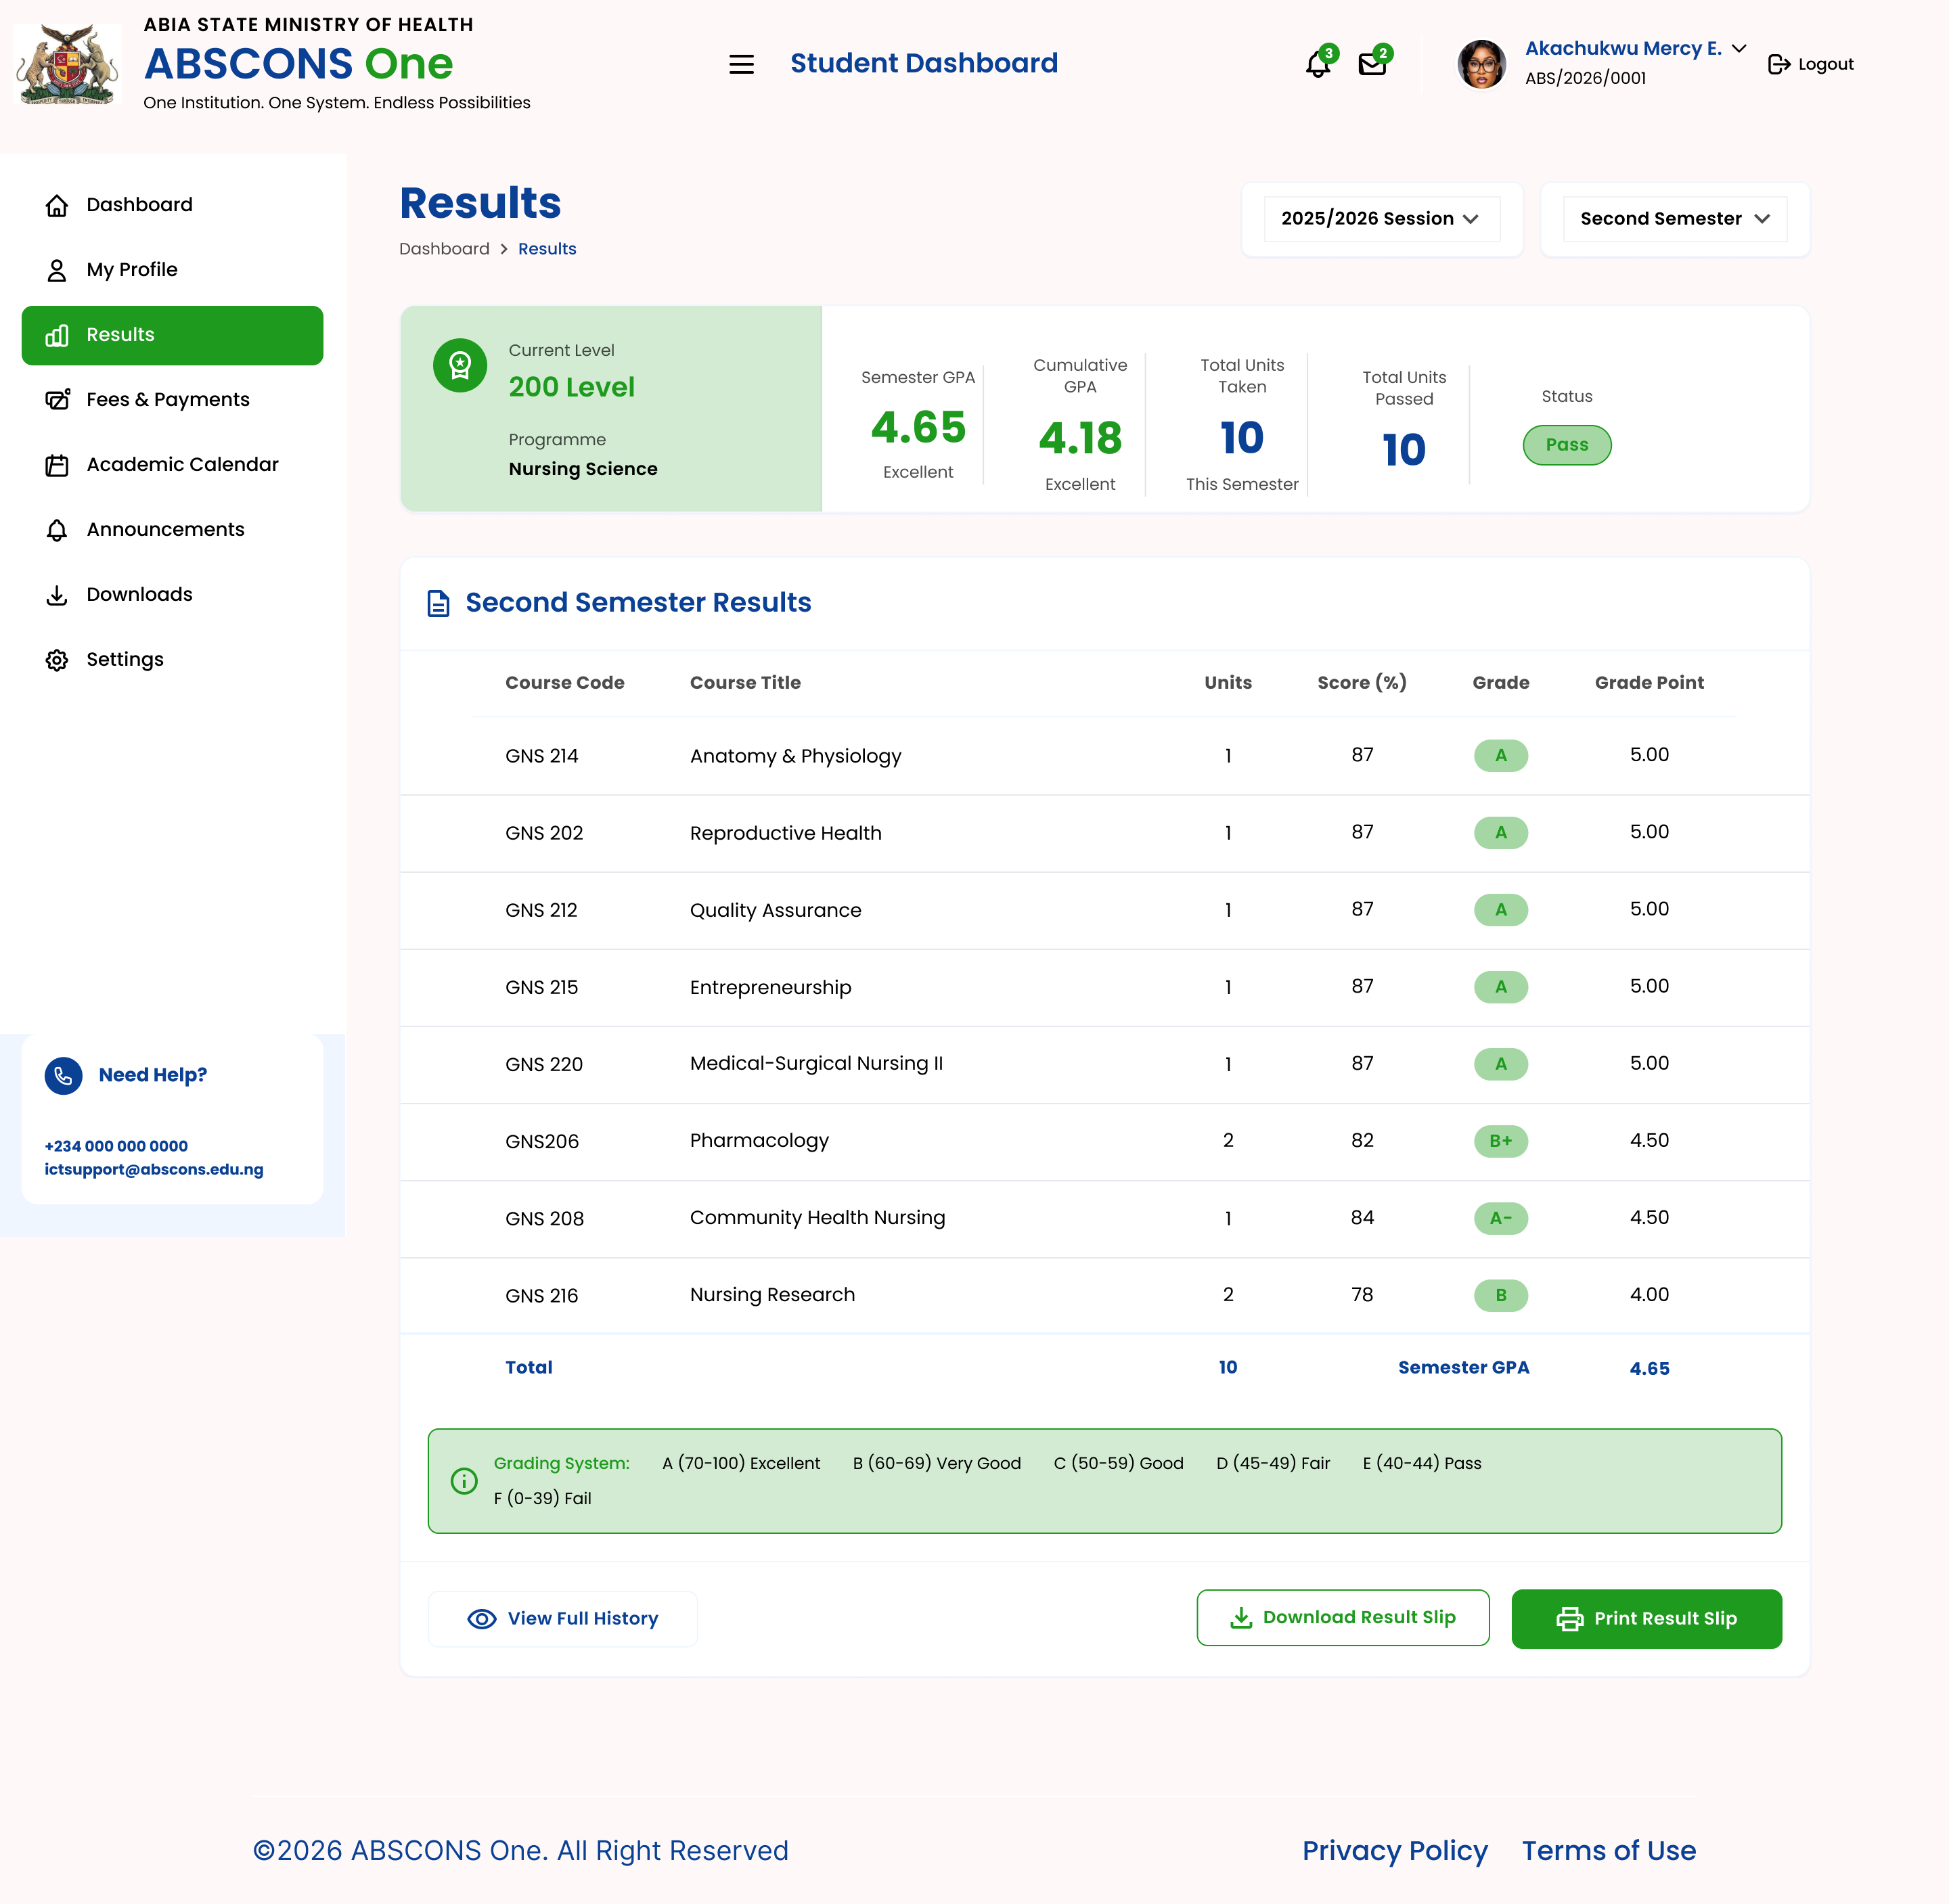 ABIA STATE MINISTRY OF HEALTH
ABSCONS One
One Institution. One System. Endless Possibilities
Student Dashboard
3
2
Akachukwu Mercy E.
ABS/2026/0001
Logout
Dashboard
My Profile
Results
Fees & Payments
Academic Calendar
Announcements
Downloads
Settings
Need Help?
+234 000 000 0000
ictsupport@abscons.edu.ng
Results
Dashboard > Results
2025/2026 Session
Second Semester
Current Level
200 Level
Programme
Nursing Science
Semester GPA
4.65
Excellent
Cumulative
GPA
4.18
Excellent
Total Units
Taken
10
This Semester
Total Units
Passed
10
Status
Pass
Second Semester Results
Course Code Course Title Units Score (%) Grade Grade Point
GNS 214 Anatomy & Physiology 1 87 A 5.00
GNS 202 Reproductive Health 1 87 A 5.00
GNS 212 Quality Assurance 1 87 A 5.00
GNS 215 Entrepreneurship 1 87 A 5.00
GNS 220 Medical-Surgical Nursing II 1 87 A 5.00
GNS206 Pharmacology 2 82 B+ 4.50
GNS 208 Community Health Nursing 1 84 A- 4.50
GNS 216 Nursing Research 2 78 B 4.00
Total 10 Semester GPA 4.65
Grading System: A (70-100) Excellent B (60-69) Very Good C (50-59) Good D (45-49) Fair E (40-44) Pass
F (0-39) Fail
View Full History
Download Result Slip
Print Result Slip
©2026 ABSCONS One. All Right Reserved
Privacy Policy Terms of Use